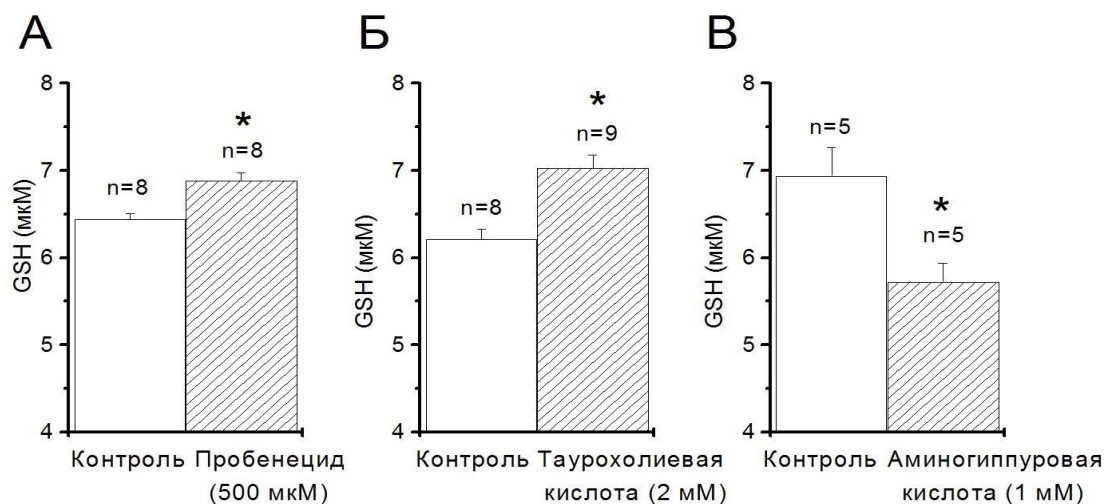 А
Б
В
8
7
6
5
4
GSH (мкМ)
n=8
*
n=8
Контроль Пробенецид
(500 мкМ)
8
7
6
5
4
GSH (мкМ)
n=8
*
n=9
Контроль Таурохолиевая
кислота (2 мМ)
8
7
6
5
4
GSH (мкМ)
n=5
*
n=5
Контроль Аминогиппуровая
кислота (1 мМ)